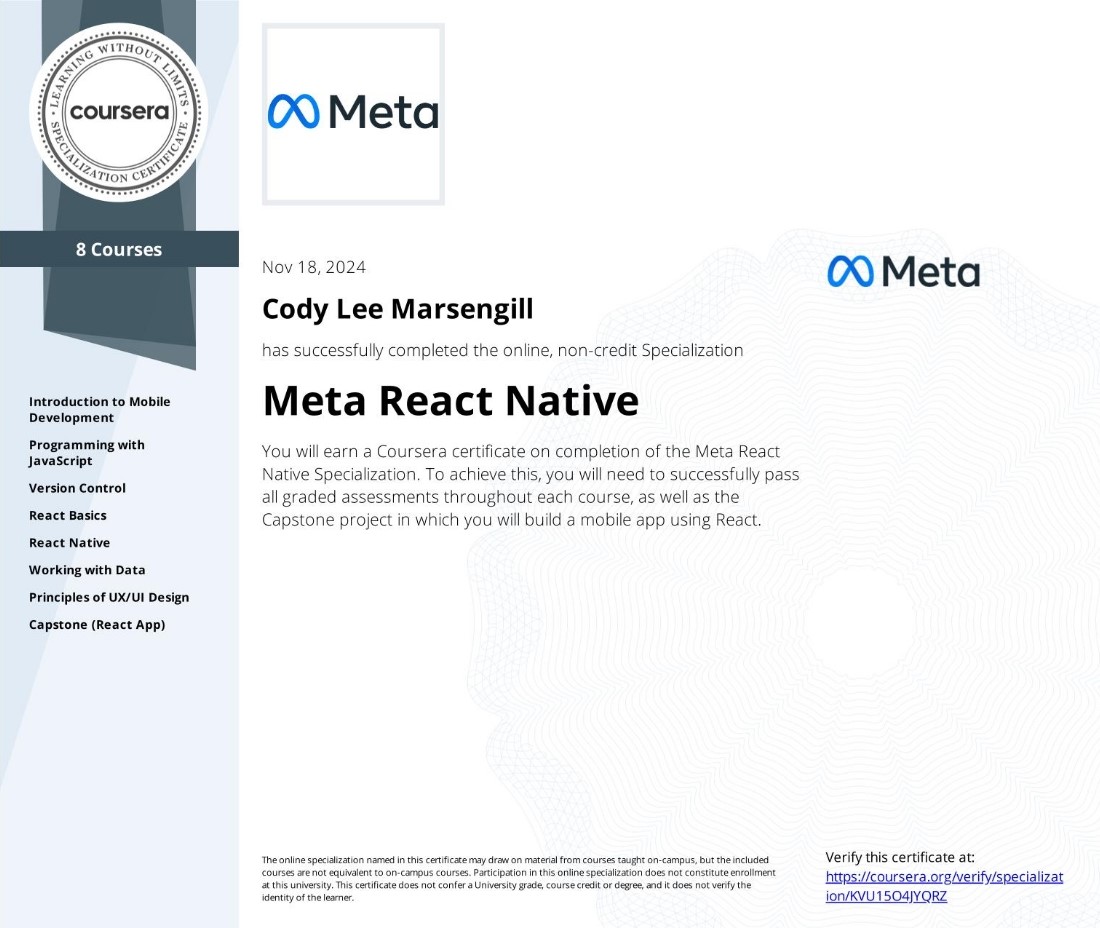 LEARNING WITHOUT LIMITS
coursera
SPECIALIZATION CERTIFICATE
8 Courses
Introduction to Mobile
Development
Programming with
JavaScript
Version Control
React Basics
React Native
Working with Data
Principles of UX/UI Design
Capstone (React App)
Meta
Nov 18, 2024
Meta
Cody Lee Marsengill
has successfully completed the online, non-credit Specialization
Meta React Native
You will earn a Coursera certificate on completion of the Meta React
Native Specialization. To achieve this, you will need to successfully pass
all graded assessments throughout each course, as well as the
Capstone project in which you will build a mobile app using React.
The online specialization named in this certificate may draw on material from courses taught on-campus, but the included
courses are not equivalent to on-campus courses. Participation in this online specialization does not constitute enrollment
at this university. This certificate does not confer a University grade, course credit or degree, and it does not verify the
identity of the learner.
Verify this certificate at:
https://coursera.org/verify/specializat
ion/KVU15O4JYQRZ